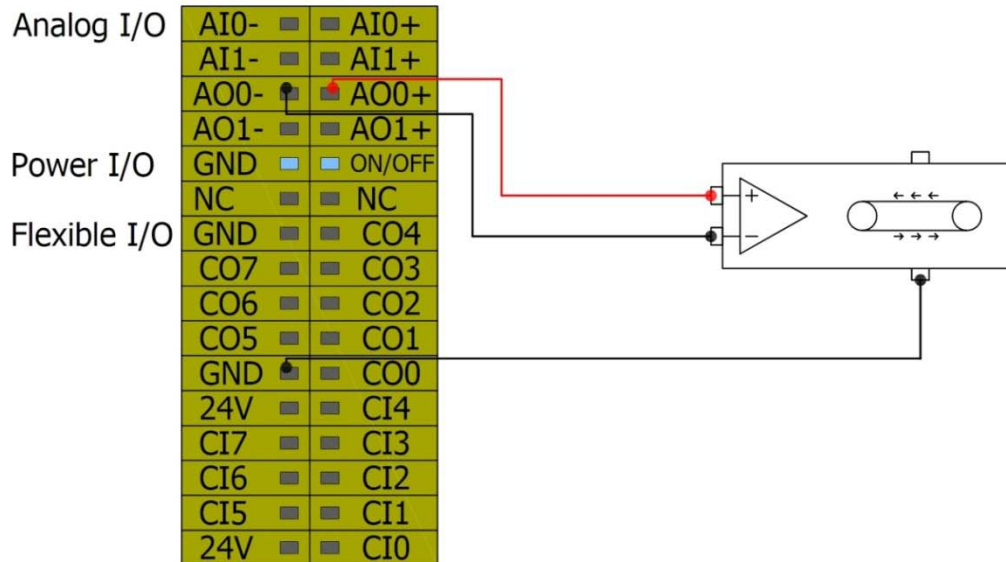 Analog I/O AI0- AI0+
AI1- AI1+
AO0- AO0+
AO1- AO1+
Power I/O GND ON/OFF
NC NC
Flexible I/O GND CO4
CO7 CO3
CO6 CO2
CO5 CO1
GND CO0
24V CI4
CI7 CI3
CI6 CI2
CI5 CI1
24V CI0